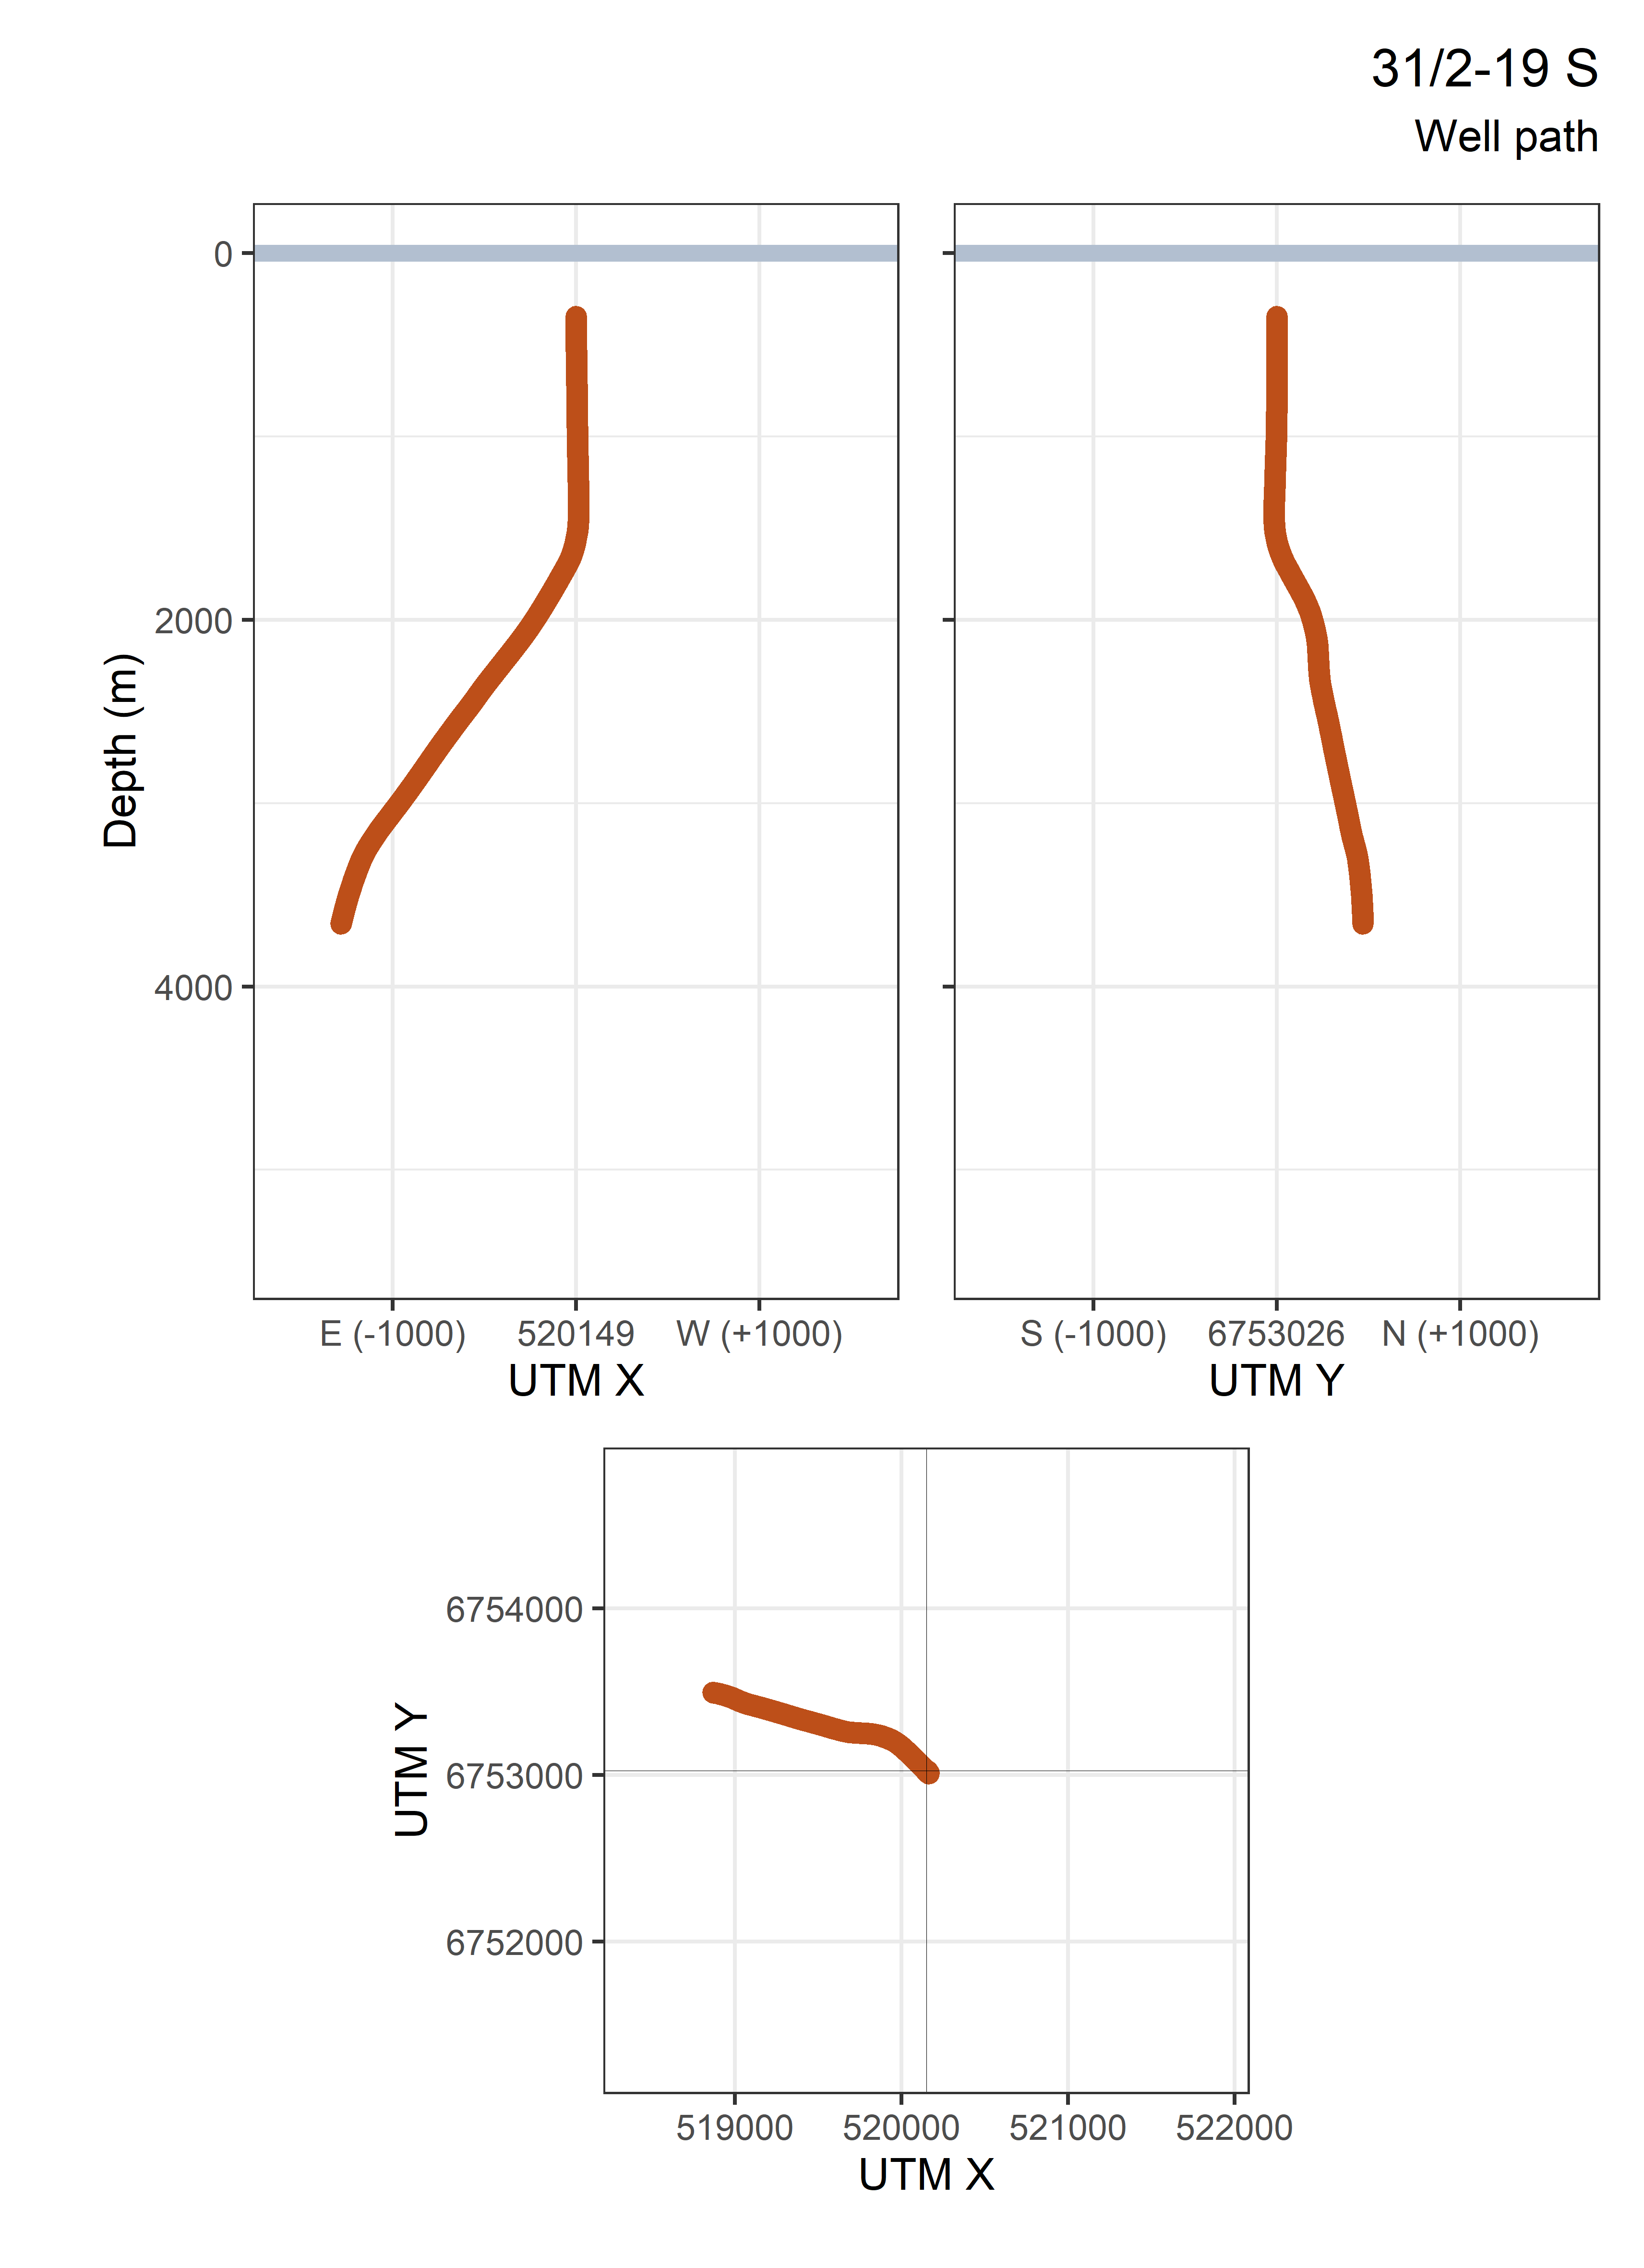 31/2-19 S
Well path
Depth (m)
0
2000
4000
E (-1000) 520149 W (+1000)
UTM X
S (-1000) 6753026 N (+1000)
UTM Y
UTM Y
6754000
6753000
6752000
519000 520000 521000 522000
UTM X